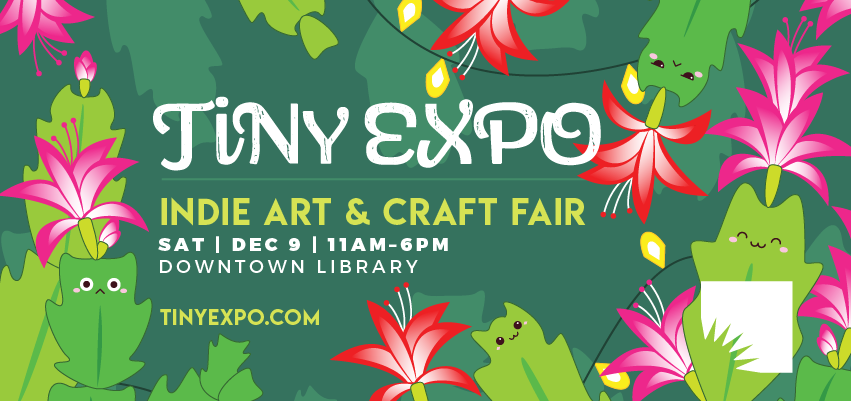 TiNY EXPO
INDIE ART & CRAFT FAIR
SAT | DEC 9 | 11AM–6PM
DOWNTOWN LIBRARY
TINYEXPO.COM